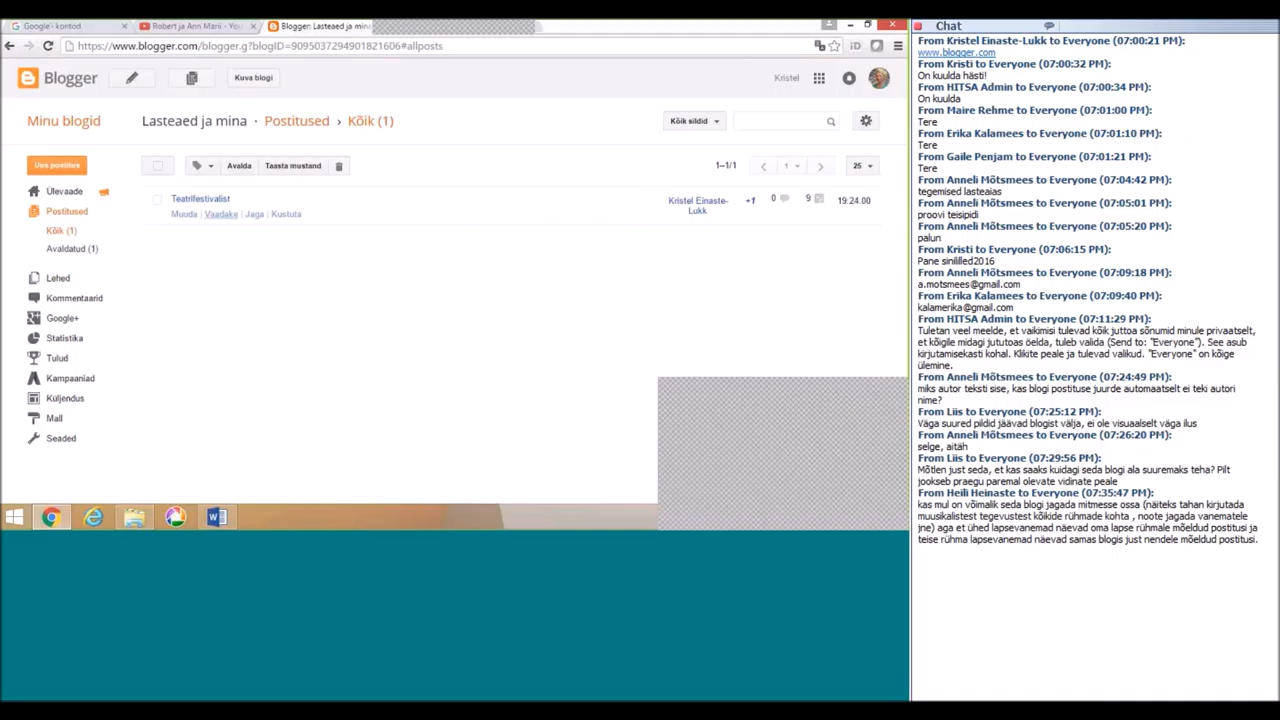 Google'i kontod
Robert ja Ann Marii - You
Blogger: Lasteaed ja mina
https://www.blogger.com/blogger.g?blogID=9095037294901821606#allposts
Blogger
Kuva blogi
Kristel
Minu blogid
Lasteaed ja mina · Postitused › Kõik (1)
Kõik sildid
Uus postitus
Avalda
Taasta mustand
1–1/1
1
25
Ülevaade
Postitused
Kõik (1)
Avaldatud (1)
Lehed
Kommentaarid
Google+
Statistika
Tulud
Kampaaniad
Küljendus
Mall
Seaded
Teatrifestivalist
Muuda | Vaadake | Jaga | Kustuta
Kristel Einaste-
Lukk
+1
0
9
19:24.00
Chat
From Kristel Einaste-Lukk to Everyone (07:00:21 PM):
www.blogger.com
From Kristi to Everyone (07:00:32 PM):
On kuulda hästi!
From HITSA Admin to Everyone (07:00:34 PM):
On kuulda
From Maire Rehme to Everyone (07:01:00 PM):
Tere
From Erika Kalamees to Everyone (07:01:10 PM):
Tere
From Gaile Penjam to Everyone (07:01:21 PM):
Tere
From Anneli Mõtsmees to Everyone (07:04:42 PM):
tegemised lasteaias
From Anneli Mõtsmees to Everyone (07:05:01 PM):
proovi teisipidi
From Anneli Mõtsmees to Everyone (07:05:20 PM):
palun
From Kristi to Everyone (07:06:15 PM):
Pane sinililled2016
From Anneli Mõtsmees to Everyone (07:09:18 PM):
a.motsmees@gmail.com
From Erika Kalamees to Everyone (07:09:40 PM):
kalamerika@gmail.com
From HITSA Admin to Everyone (07:11:29 PM):
Tuletan veel meelde, et vaikimisi tulevad kõik juttoa sõnumid minule privaatselt,
et kõigile midagi jututoas öelda, tuleb valida (Send to: "Everyone"). See asub
kirjutamisekasti kohal. Klikite peale ja tulevad valikud. "Everyone" on kõige
ülemine.
From Anneli Mõtsmees to Everyone (07:24:49 PM):
miks autor teksti sise, kas blogi postituse juurde automaatselt ei teki autori
nime?
From Liis to Everyone (07:25:12 PM):
Väga suured pildid jäävad blogist välja, ei ole visuaalselt väga ilus
From Anneli Mõtsmees to Everyone (07:26:20 PM):
selge, aitäh
From Liis to Everyone (07:29:56 PM):
Mõtlen just seda, et kas saaks kuidagi seda blogi ala suuremaks teha? Pilt
jookseb praegu paremal olevate vidinate peale
From Heili Heinaste to Everyone (07:35:47 PM):
kas mul on võimalik seda blogi jagada mitmesse ossa (näiteks tahan kirjutada
muusikalistest tegevustest kõikide rühmade kohta , noote jagada vanematele
jne) aga et ühed lapsevanemad näevad oma lapse rühmale mõeldud postitusi ja
teise rühma lapsevanemad näevad samas blogis just nendele mõeldud postitusi.